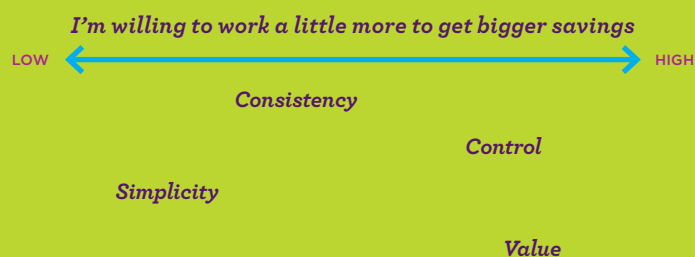 I'm willing to work a little more to get bigger savings
LOW HIGH
Consistency
Control
Simplicity
Value